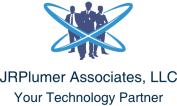 JRPlumer Associates, LLC
Your Technology Partner